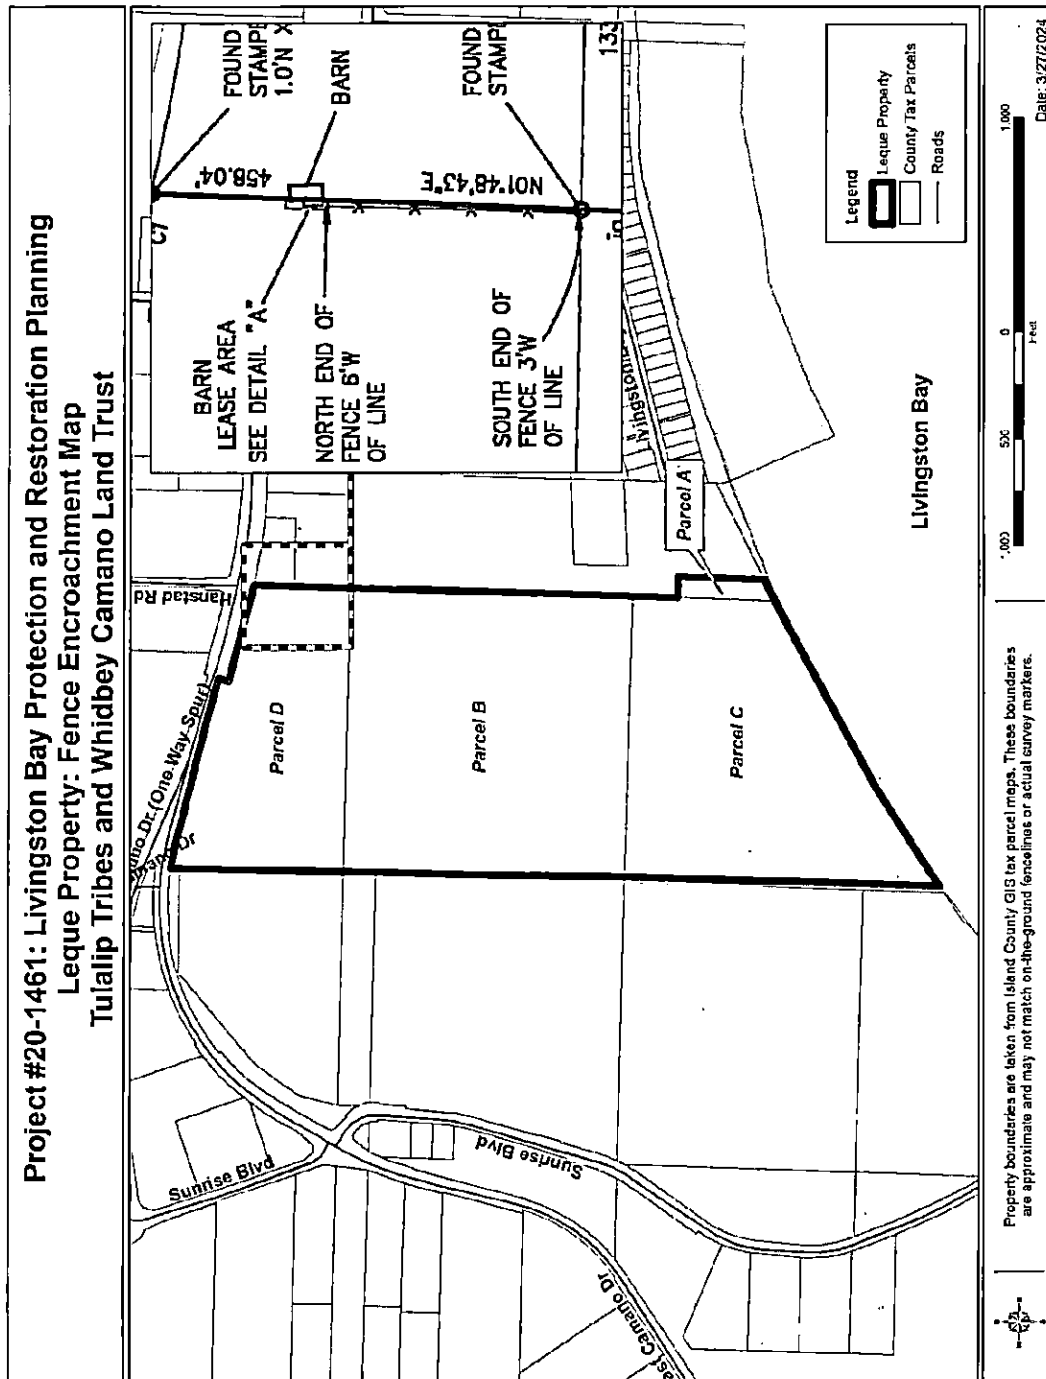 Project #20-1461: Livingston Bay Protection and Restoration Planning
Leque Property: Fence Encroachment Map
Tulalip Tribes and Whidbey Camano Land Trust
Sunrise Blvd
Sunrise Blvd
Camano Dr
Dr (One Way Spur)
Hanstad Rd
Parcel D
Parcel B
Parcel C
Parcel A
Livingston Bay
BARN
LEASE AREA
SEE DETAIL "A"
NORTH END OF
FENCE 6'W
OF LINE
SOUTH END OF
FENCE 3'W
OF LINE
458.04'
N01°48'43"E
FOUND
STAMPE
1.0'N X
BARN
FOUND
STAMPE
133
Legend
Leque Property
County Tax Parcels
Roads
Property boundaries are taken from Island County GIS tax parcel maps. These boundaries
are approximate and may not match on-the-ground fencelines or actual survey markers.
1,000
500
0
1,000
Feet
Date: 3/27/2024